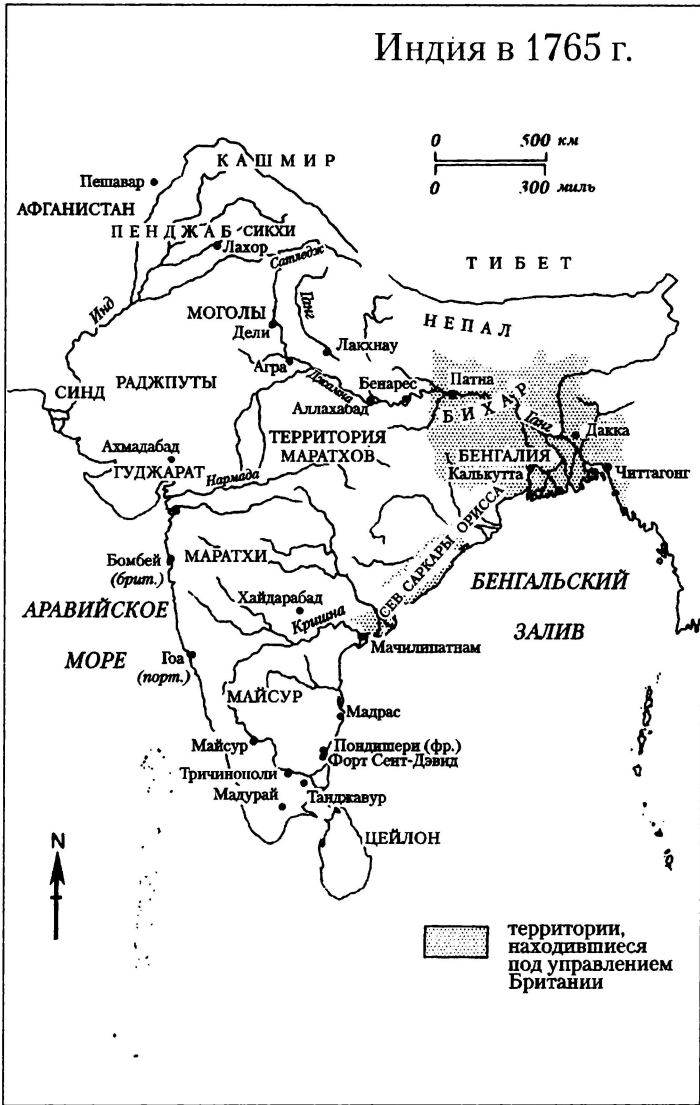 Индия в 1765 г.
0 500 км
0 300 миль
КАШМИР
Пешавар
АФГАНИСТАН
ПЕНДЖАБ
СИКХИ
Лахор
Сатледж
ТИБЕТ
Инд
Ганг
МОГОЛЫ
Дели
НЕПАЛ
Лакхнау
Агра
Джамна
СИНД
РАДЖПУТЫ
Бенарес
Патна
Аллахабад
БИХАР
Ганг
Дакка
ТЕРРИТОРИЯ
МАРАТХОВ
Ахмадабад
ГУДЖАРАТ
БЕНГАЛИЯ
Калькутта
Читтагонг
Нармада
ОРИССА
СЕВ. САРКАРЫ
Бомбей
(брит.)
МАРАТХИ
БЕНГАЛЬСКИЙ
ЗАЛИВ
Хайдарабад
Кришна
АРАВИЙСКОЕ
МОРЕ
Мачилипатнам
Гоа
(порт.)
МАЙСУР
Мадрас
Майсур
Пондишери (фр.)
Форт Сент-Дэвид
Тричинополи
Мадурай
Танджавур
ЦЕЙЛОН
N
территории,
находившиеся
под управлением
Британии